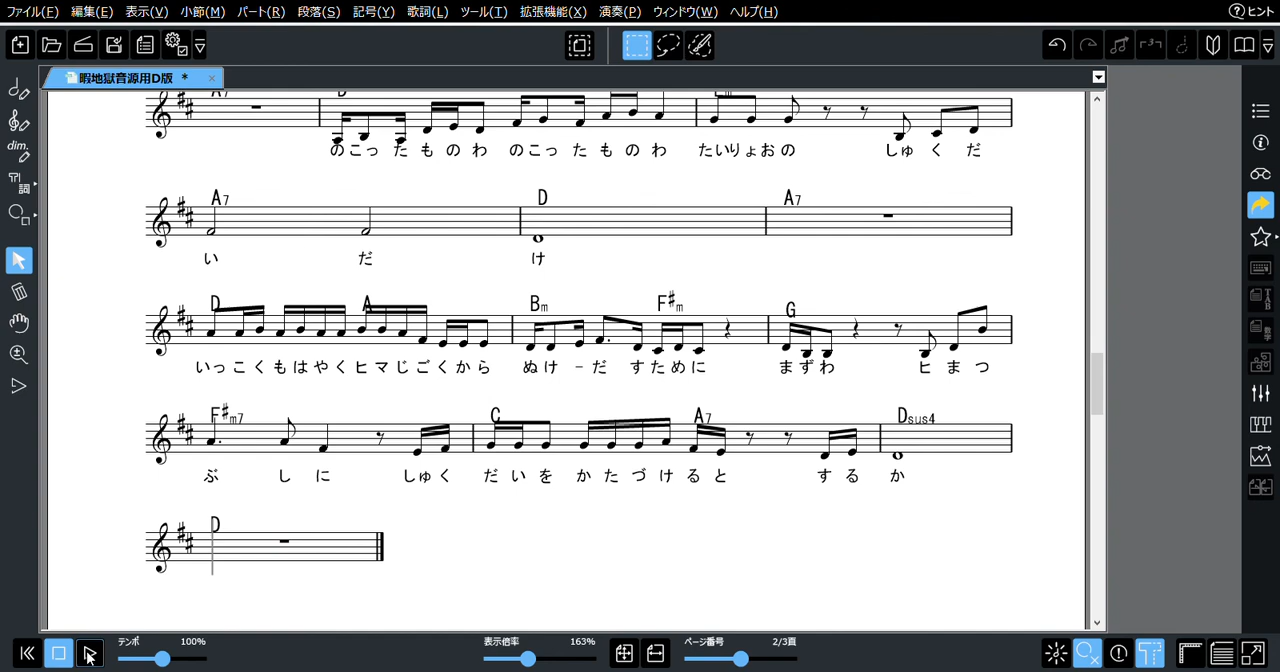 ファイル(F) 編集(E) 表示(V) 小節(M) パート(R) 段落(S) 記号(Y) 歌詞(L) ツール(T) 拡張機能(X) 演奏(P) ウィンドウ(W) ヘルプ(H) ?ヒント
暇地獄音源用D版 * ×
dim.
詞
のこった ものわ のこった ものわ たいりょおの しゅくだ
A7 D A7
い だ け
D A Bm F#m G
いっこくもはやくヒマじごくから ぬけ-だ すために まずわ ヒまつ
F#m7 C A7 Dsus4
ぶ しに しゅく だいを かたづけると する か
D
TAB
数字
テンポ 100% 表示倍率 163% ページ番号 2/3頁